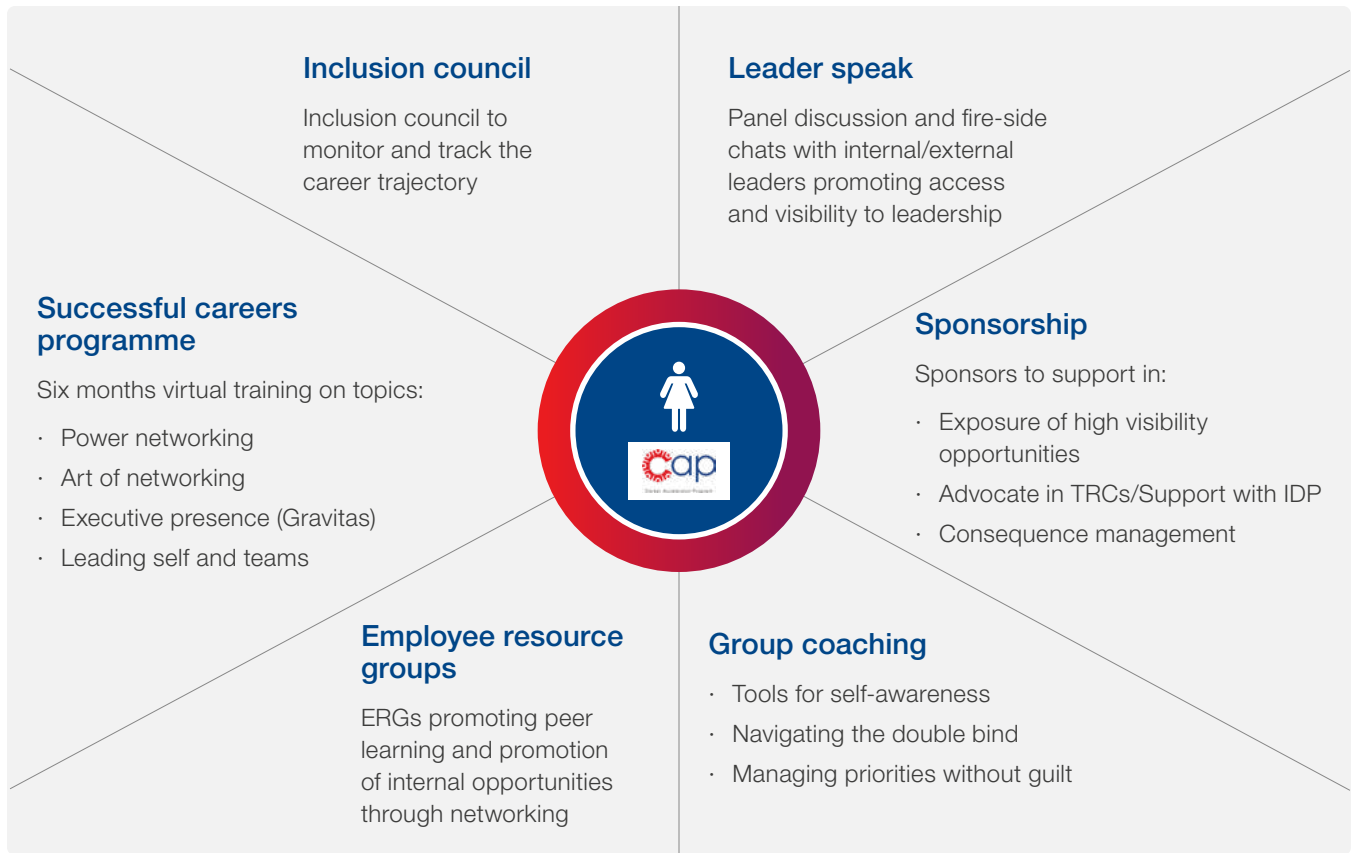 Inclusion council
Inclusion council to
monitor and track the
career trajectory
Leader speak
Panel discussion and fire-side
chats with internal/external
leaders promoting access
and visibility to leadership
Successful careers
programme
Six months virtual training on topics:
· Power networking
· Art of networking
· Executive presence (Gravitas)
· Leading self and teams
Sponsorship
Sponsors to support in:
· Exposure of high visibility
opportunities
· Advocate in TRCs/Support with IDP
· Consequence management
cap
Employee resource
groups
ERGs promoting peer
learning and promotion
of internal opportunities
through networking
Group coaching
· Tools for self-awareness
· Navigating the double bind
· Managing priorities without guilt